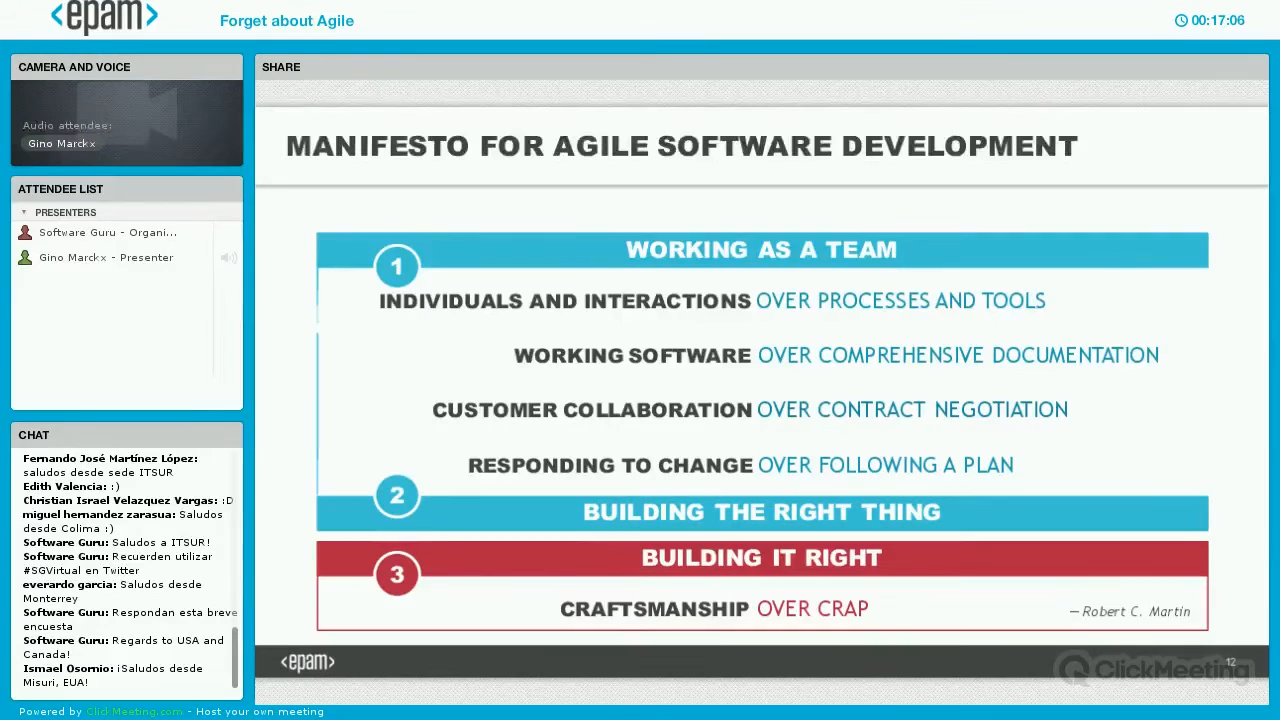 <epam>
Forget about Agile
00:17:06
CAMERA AND VOICE
Audio attendee:
Gino Marckx
ATTENDEE LIST
PRESENTERS
Software Guru - Organi...
Gino Marckx - Presenter
CHAT
Fernando José Martínez López:
saludos desde sede ITSUR
Edith Valencia: :)
Christian Israel Velazquez Vargas: :D
miguel hernandez zarasua: Saludos
desde Colima :)
Software Guru: Saludos a ITSUR!
Software Guru: Recuerden utilizar
#SGVirtual en Twitter
everardo garcia: Saludos desde
Monterrey
Software Guru: Respondan esta breve
encuesta
Software Guru: Regards to USA and
Canada!
Ismael Osornio: ¡Saludos desde
Misuri, EUA!
SHARE
MANIFESTO FOR AGILE SOFTWARE DEVELOPMENT
1
WORKING AS A TEAM
INDIVIDUALS AND INTERACTIONS OVER PROCESSES AND TOOLS
WORKING SOFTWARE OVER COMPREHENSIVE DOCUMENTATION
CUSTOMER COLLABORATION OVER CONTRACT NEGOTIATION
RESPONDING TO CHANGE OVER FOLLOWING A PLAN
2
BUILDING THE RIGHT THING
BUILDING IT RIGHT
3
CRAFTSMANSHIP OVER CRAP
— Robert C. Martin
<epam>
12
ClickMeeting
Powered by ClickMeeting.com - Host your own meeting